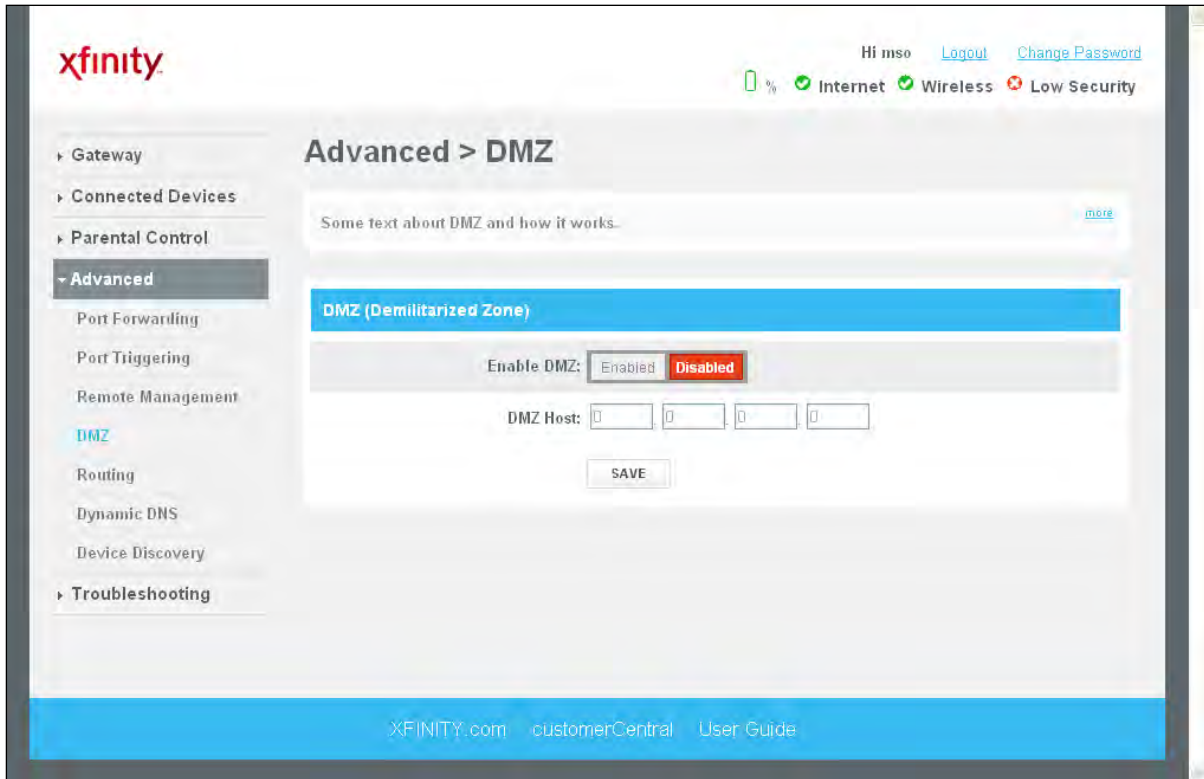 xfinity
Hi mso Logout Change Password
% Internet Wireless Low Security
Gateway
Connected Devices
Parental Control
Advanced
Port Forwarding
Port Triggering
Remote Management
DMZ
Routing
Dynamic DNS
Device Discovery
Troubleshooting
Advanced > DMZ
Some text about DMZ and how it works. more
DMZ (Demilitarized Zone)
Enable DMZ: Enabled Disabled
DMZ Host: 0 . 0 . 0 . 0
SAVE
XFINITY.com customerCentral User Guide